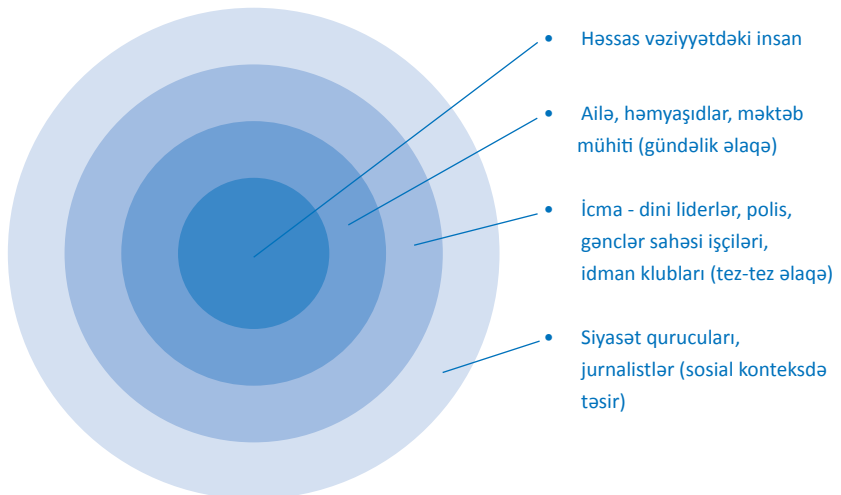 • Həssas vəziyyətdəki insan
• Ailə, həmyaşıdlar, məktəb
mühiti (gündəlik əlaqə)
• İcma - dini liderlər, polis,
gənclər sahəsi işçiləri,
idman klubları (tez-tez əlaqə)
• Siyasət qurucuları,
jurnalistlər (sosial konteksdə
təsir)